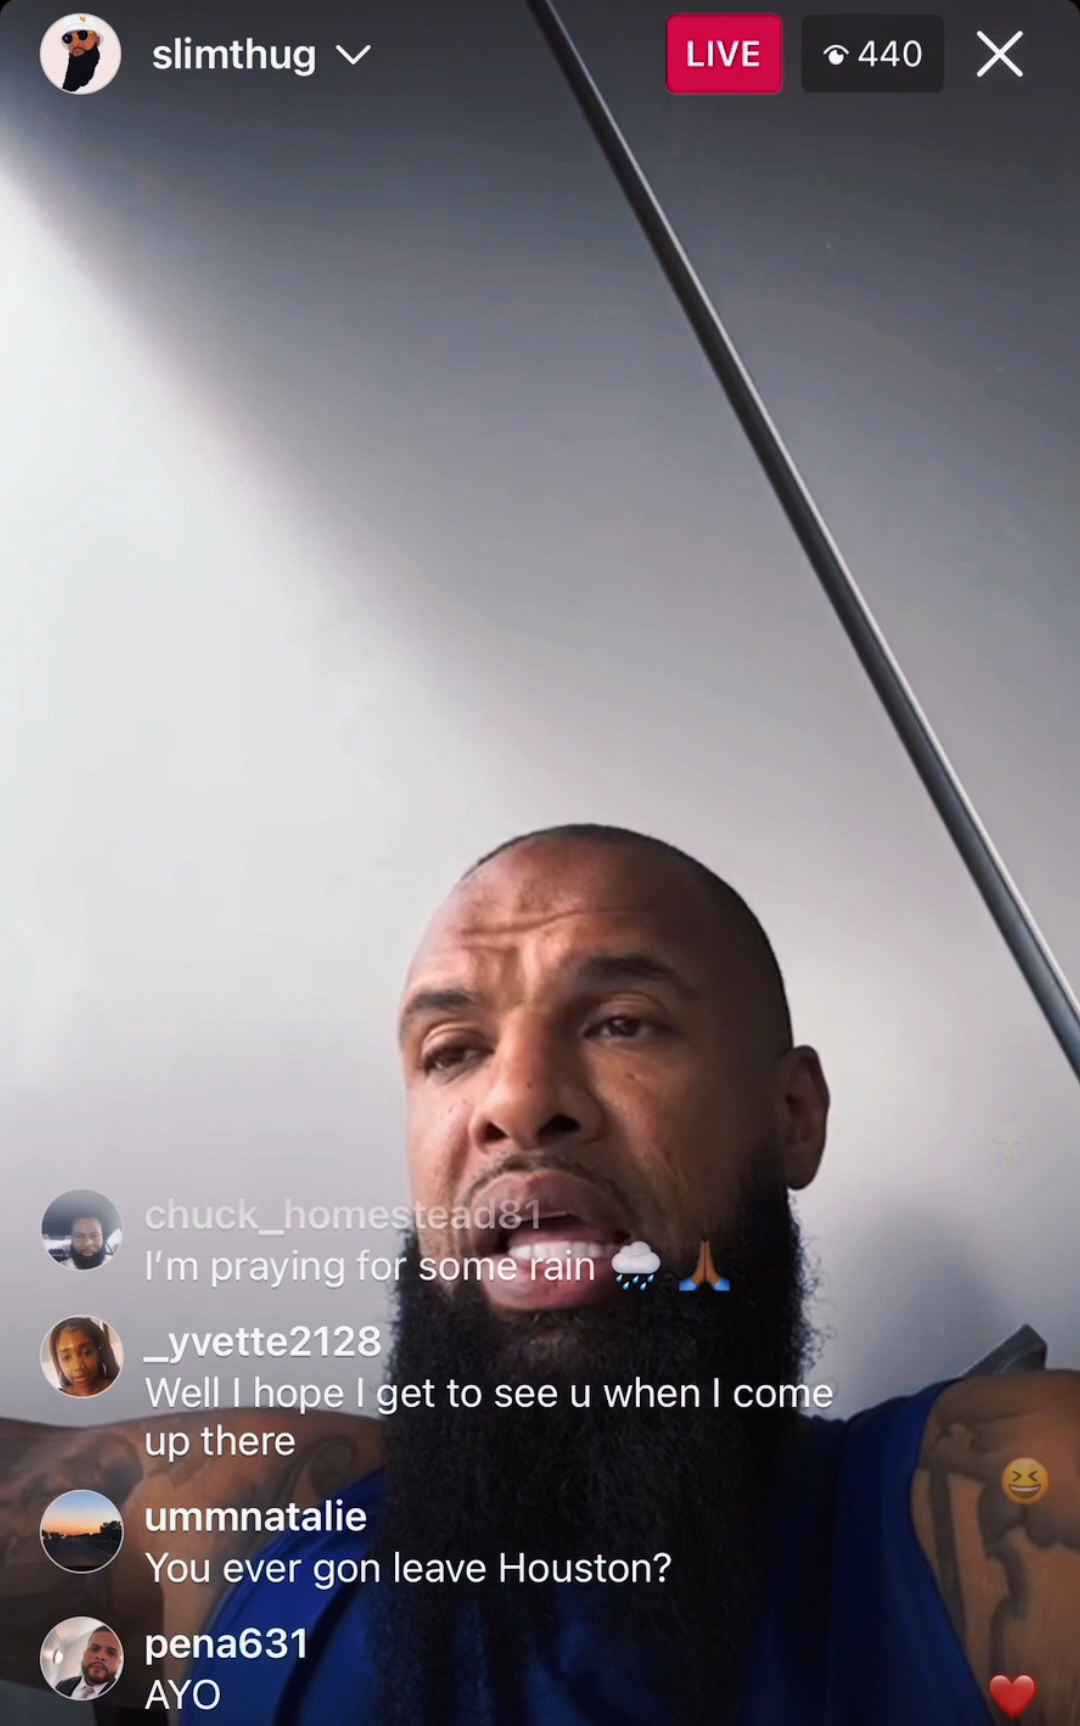 slimthug
LIVE
440
chuck_homestead81
I'm praying for some rain 🌧️ 🙏🏾
_yvette2128
Well I hope I get to see u when I come
up there
ummnatalie
You ever gon leave Houston?
pena631
AYO